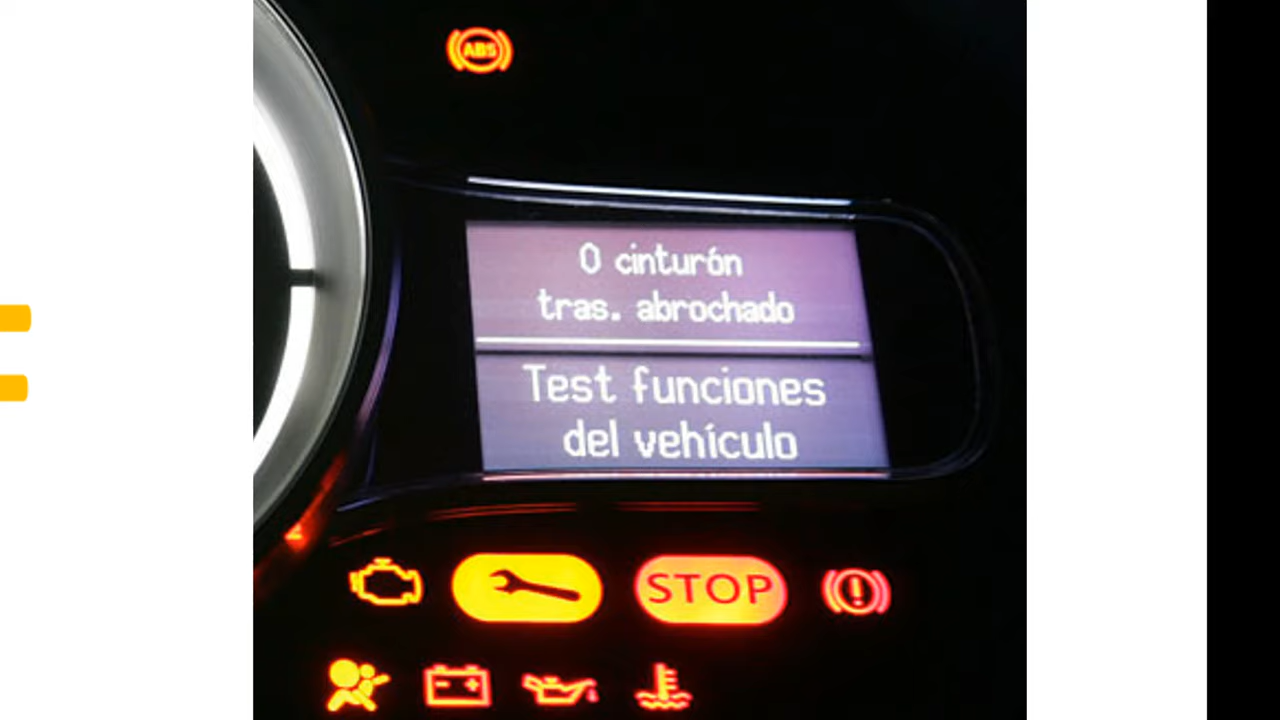 ABS
0 cinturón
tras. abrochado
Test funciones
del vehículo
STOP